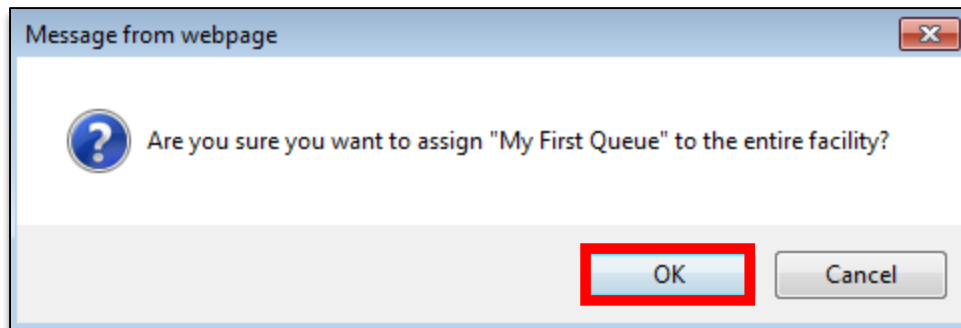 Message from webpage
Are you sure you want to assign "My First Queue" to the entire facility?
OK
Cancel